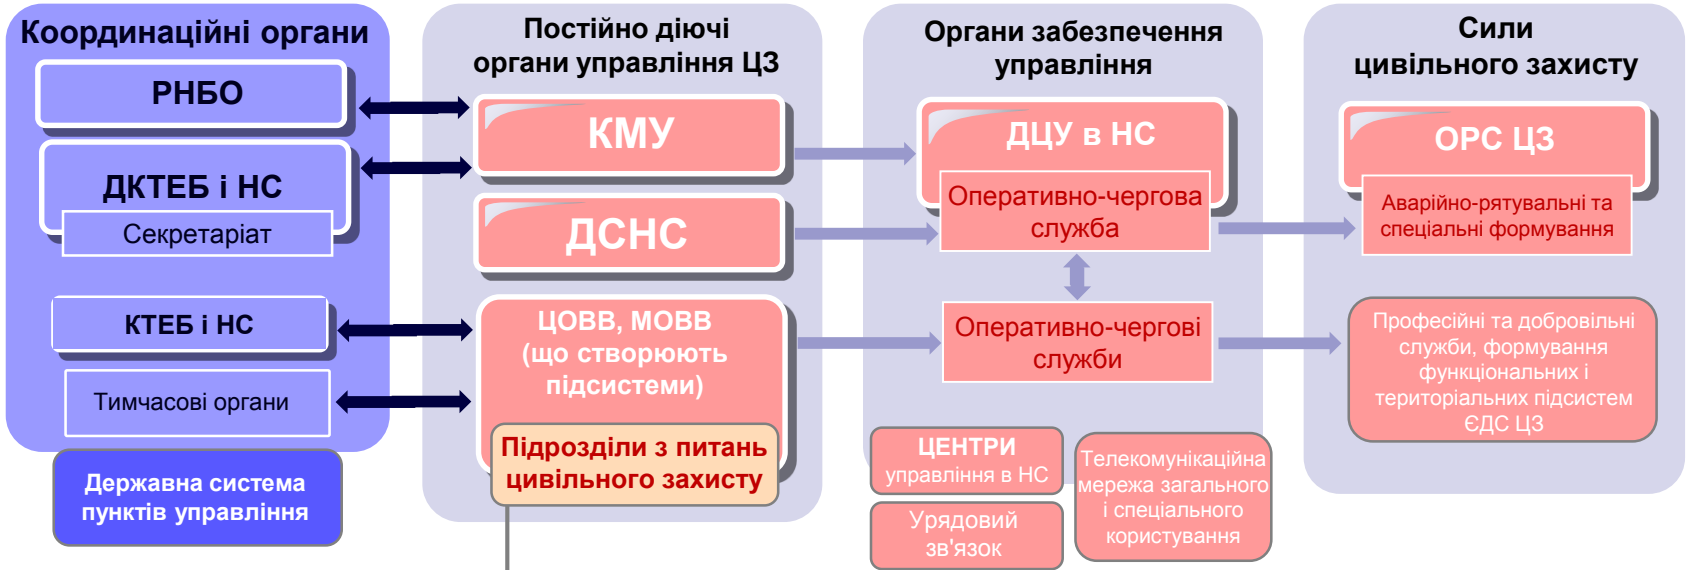 Координаційні органи
РНБО
ДКТЕБ і НС
Секретаріат
КТЕБ і НС
Тимчасові органи
Державна система
пунктів управління
Постійно діючі
органи управління ЦЗ
КМУ
ДСНС
ЦОВВ, МОВВ
(що створюють
підсистеми)
Підрозділи з питань
цивільного захисту
Органи забезпечення
управління
ДЦУ в НС
Оперативно-чергова
служба
Оперативно-чергові
служби
ЦЕНТРИ
управління в НС
Урядовий
зв'язок
Телекомунікаційна
мережа загального
і спеціального
користування
Сили
цивільного захисту
ОРС ЦЗ
Аварійно-рятувальні та
спеціальні формування
Професійні та добровільні
служби, формування
функціональних і
територіальних підсистем
ЄДС ЦЗ